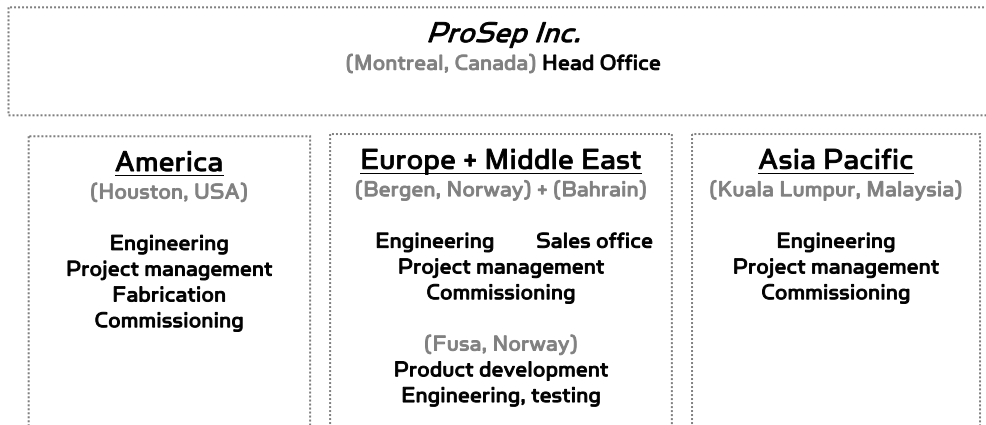 ProSep Inc.
(Montreal, Canada) Head Office
America
(Houston, USA)
Engineering
Project management
Fabrication
Commissioning
Europe + Middle East
(Bergen, Norway) + (Bahrain)
Engineering Sales office
Project management
Commissioning
(Fusa, Norway)
Product development
Engineering, testing
Asia Pacific
(Kuala Lumpur, Malaysia)
Engineering
Project management
Commissioning